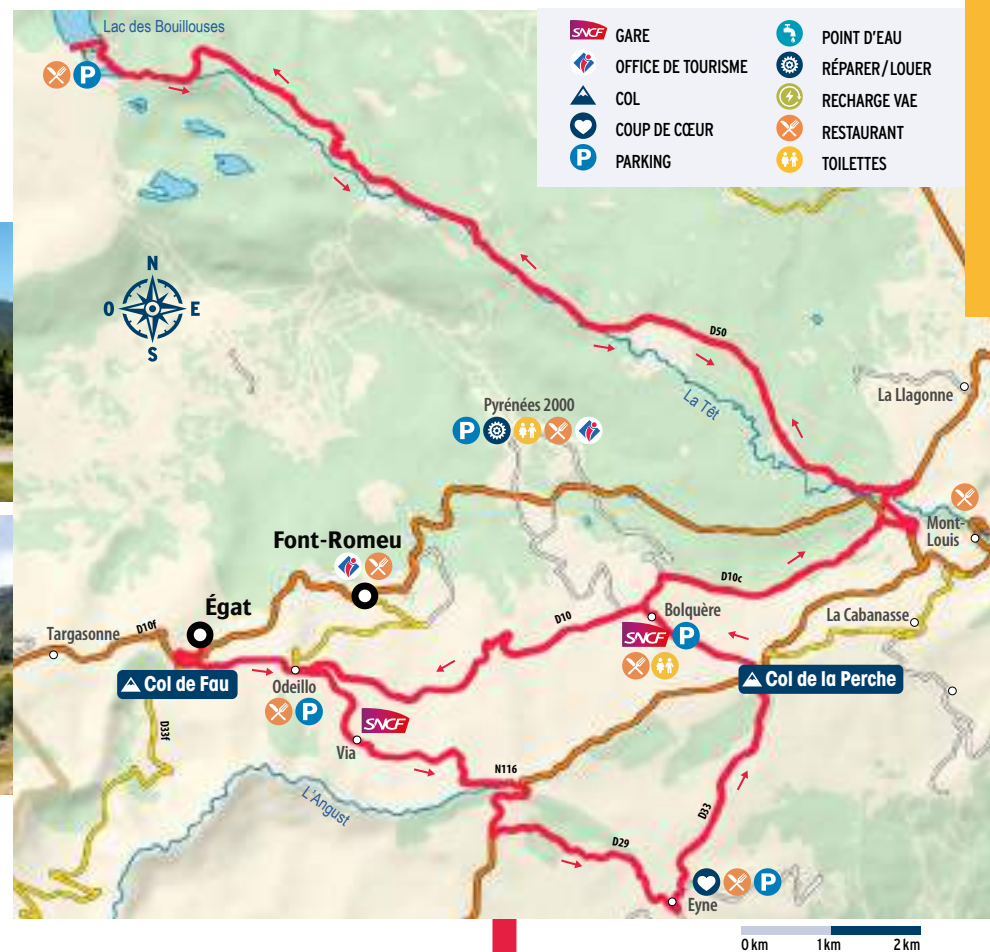 Lac des Bouillouses
P
SNCF GARE
OFFICE DE TOURISME
COL
COUP DE CŒUR
P PARKING
POINT D'EAU
RÉPARER/LOUER
RECHARGE VAE
RESTAURANT
TOILETTES
N
O E
S
D50
La Llagonne
La Têt
Pyrénées 2000
P
Mont-
Louis
Font-Romeu
D10c
Égat
D10
Bolquère
La Cabanasse
Targasonne
D10f
SNCF P
Col de Fau
Odeillo
Col de la Perche
P
SNCF
D33f
Via
N116
L'Angust
D33
D29
P
Eyne
0 km 1 km 2 km